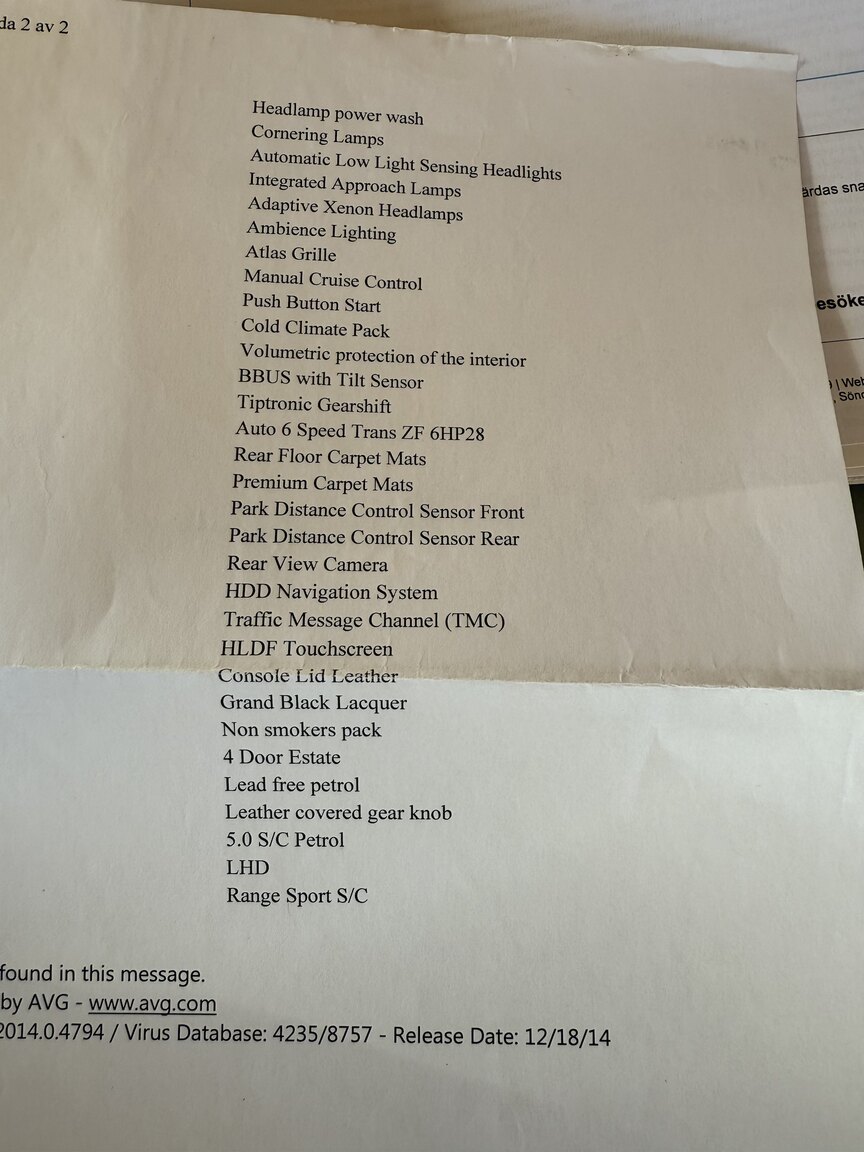 da 2 av 2
Headlamp power wash
Cornering Lamps
Automatic Low Light Sensing Headlights
Integrated Approach Lamps
Adaptive Xenon Headlamps
Ambience Lighting
Atlas Grille
Manual Cruise Control
Push Button Start
Cold Climate Pack
Volumetric protection of the interior
BBUS with Tilt Sensor
Tiptronic Gearshift
Auto 6 Speed Trans ZF 6HP28
Rear Floor Carpet Mats
Premium Carpet Mats
Park Distance Control Sensor Front
Park Distance Control Sensor Rear
Rear View Camera
HDD Navigation System
Traffic Message Channel (TMC)
HLDF Touchscreen
Console Lid Leather
Grand Black Lacquer
Non smokers pack
4 Door Estate
Lead free petrol
Leather covered gear knob
5.0 S/C Petrol
LHD
Range Sport S/C
found in this message.
by AVG - www.avg.com
2014.0.4794 / Virus Database: 4235/8757 - Release Date: 12/18/14
ärdas sna
esöke
| Web
, Sönd